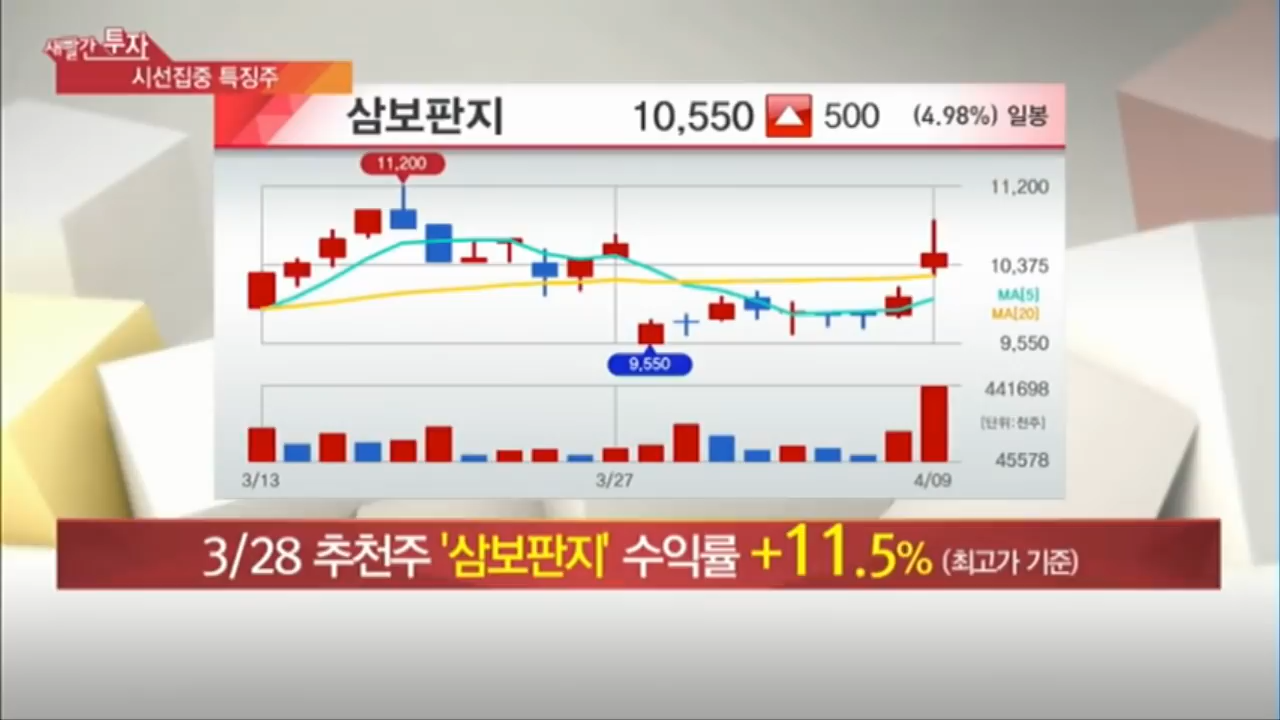 새빨간 투자
시선집중 특징주
삼보판지 10,550 500 (4.98%) 일봉
11,200
11,200
10,375
MA[5]
MA[20]
9,550
9,550
441698
[단위:천주]
45578
3/13 3/27 4/09
3/28 추천주 '삼보판지' 수익률 +11.5% (최고가 기준)